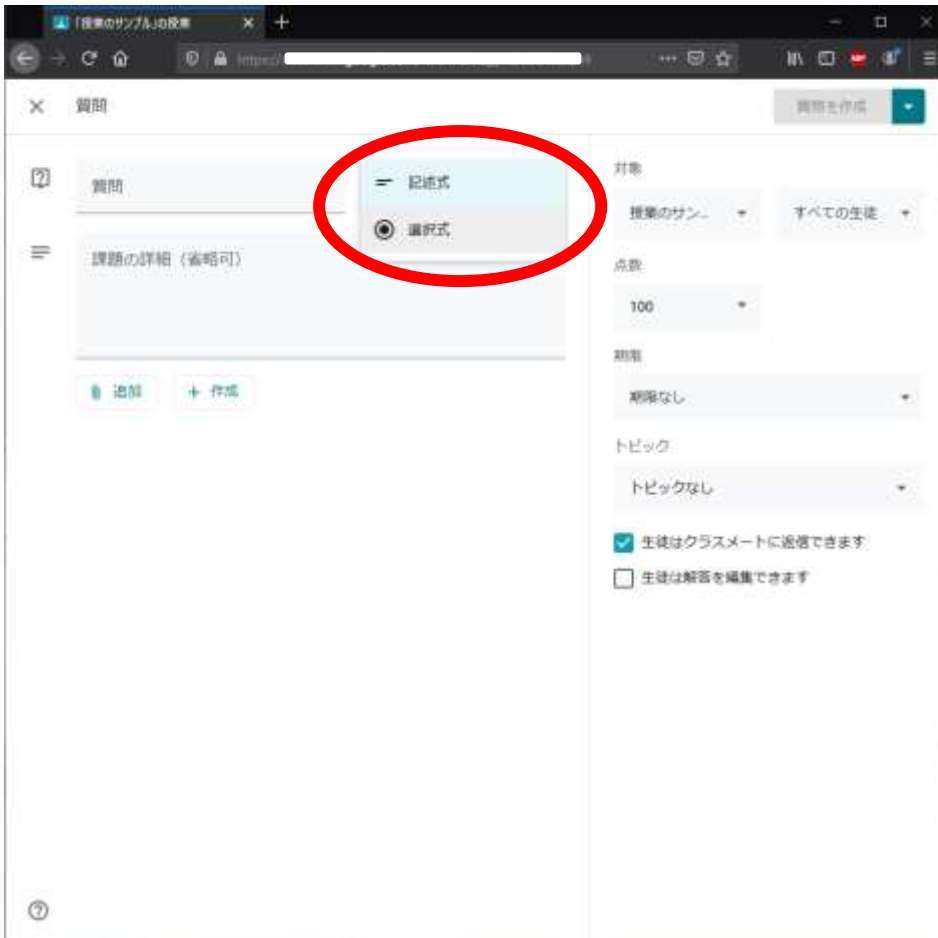 「授業のサンプル」の授業
https://
質問
質問を作成
質問
記述式
選択式
課題の詳細（省略可）
追加
作成
対象
授業のサン...
すべての生徒
点数
100
期限
期限なし
トピック
トピックなし
生徒はクラスメートに返信できます
生徒は解答を編集できます